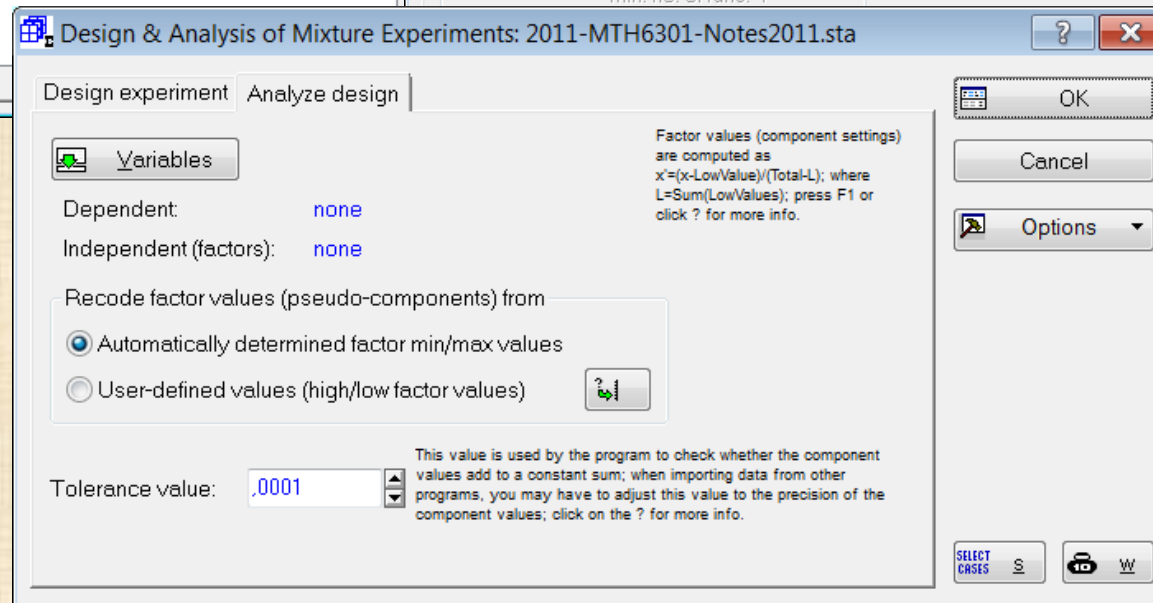 Design & Analysis of Mixture Experiments: 2011-MTH6301-Notes2011.sta
?
Design experiment
Analyze design
OK
Variables
Factor values (component settings)
are computed as
x'=(x-LowValue)/(Total-L); where
L=Sum(LowValues); press F1 or
click ? for more info.
Cancel
Dependent:
none
Options
Independent (factors):
none
Recode factor values (pseudo-components) from
Automatically determined factor min/max values
User-defined values (high/low factor values)
Tolerance value:
,0001
This value is used by the program to check whether the component
values add to a constant sum; when importing data from other
programs, you may have to adjust this value to the precision of the
component values; click on the ? for more info.
SELECT
CASES
S
W